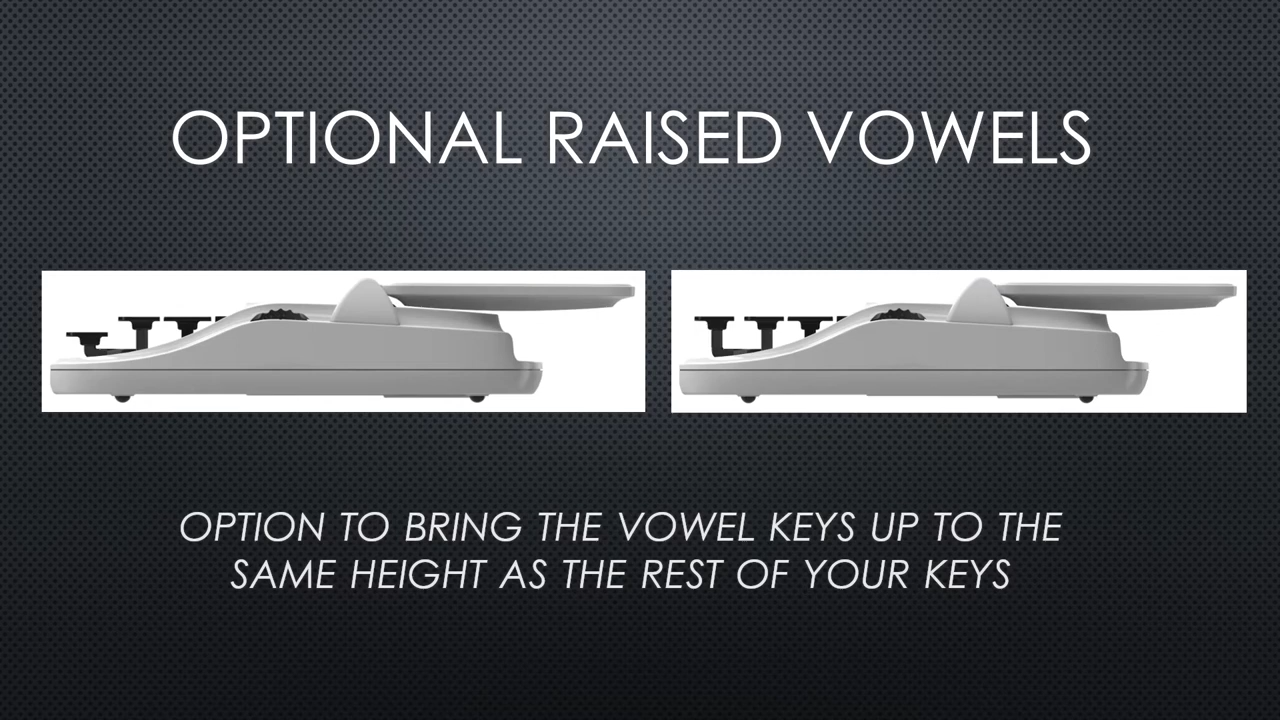 OPTIONAL RAISED VOWELS
OPTION TO BRING THE VOWEL KEYS UP TO THE
SAME HEIGHT AS THE REST OF YOUR KEYS